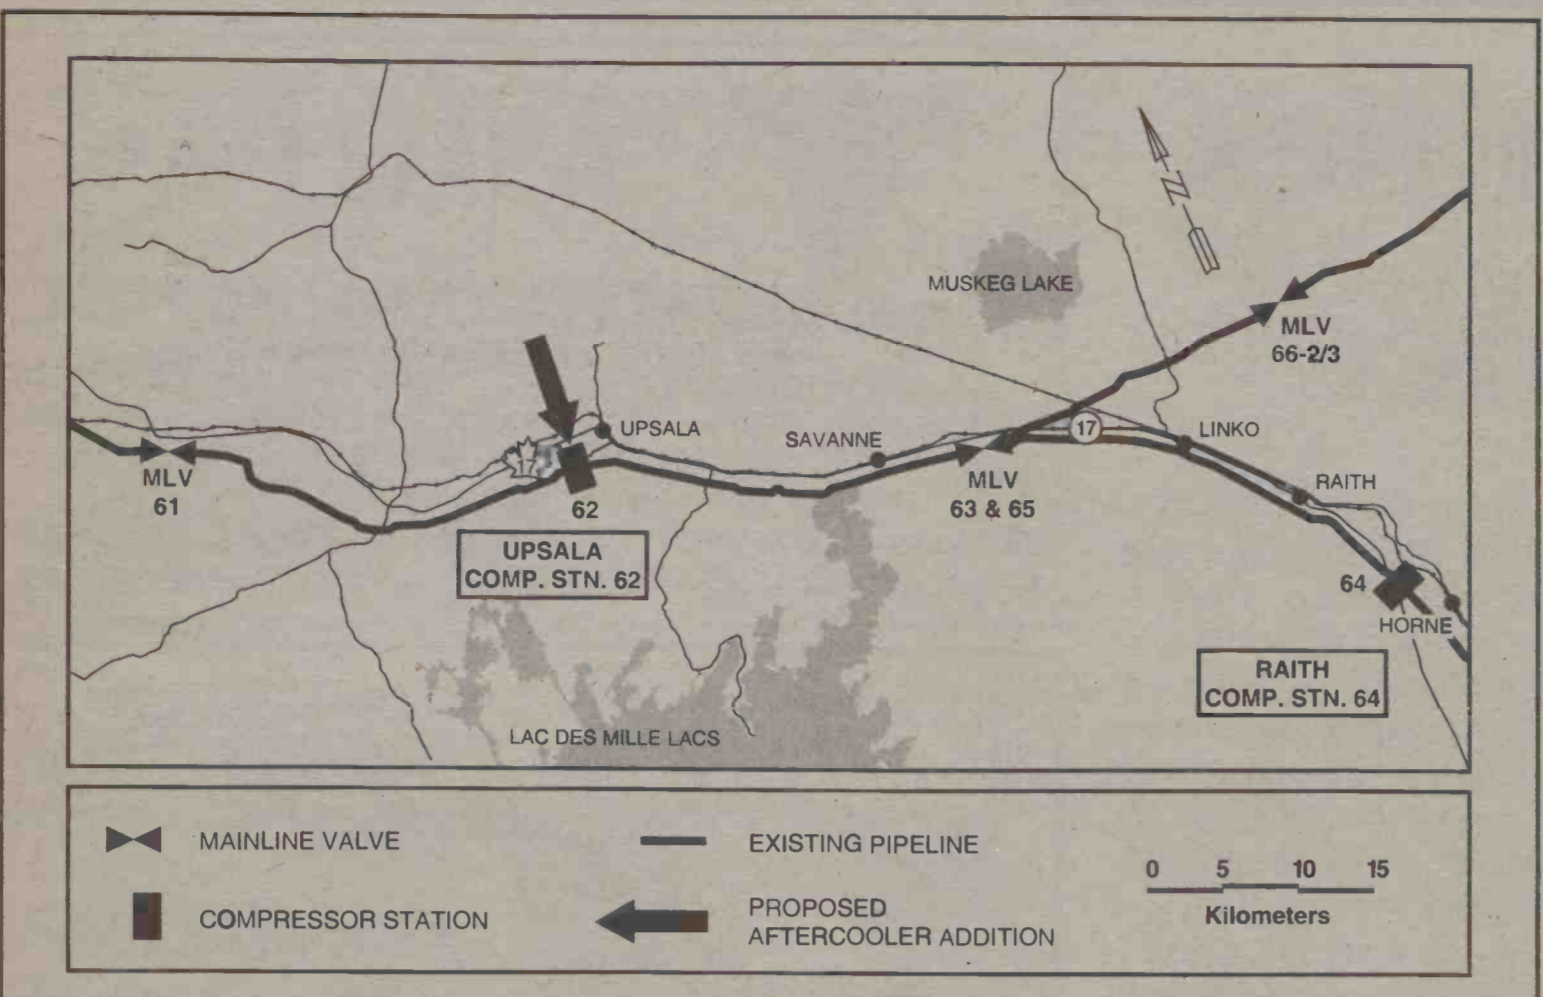 N
MUSKEG LAKE
MLV
66-2/3
UPSALA
SAVANNE
17
LINKO
17
MLV
61
62
MLV
63 & 65
RAITH
UPSALA
COMP. STN. 62
64
HORNE
RAITH
COMP. STN. 64
LAC DES MILLE LACS
MAINLINE VALVE
EXISTING PIPELINE
0 5 10 15
Kilometers
COMPRESSOR STATION
PROPOSED
AFTERCOOLER ADDITION